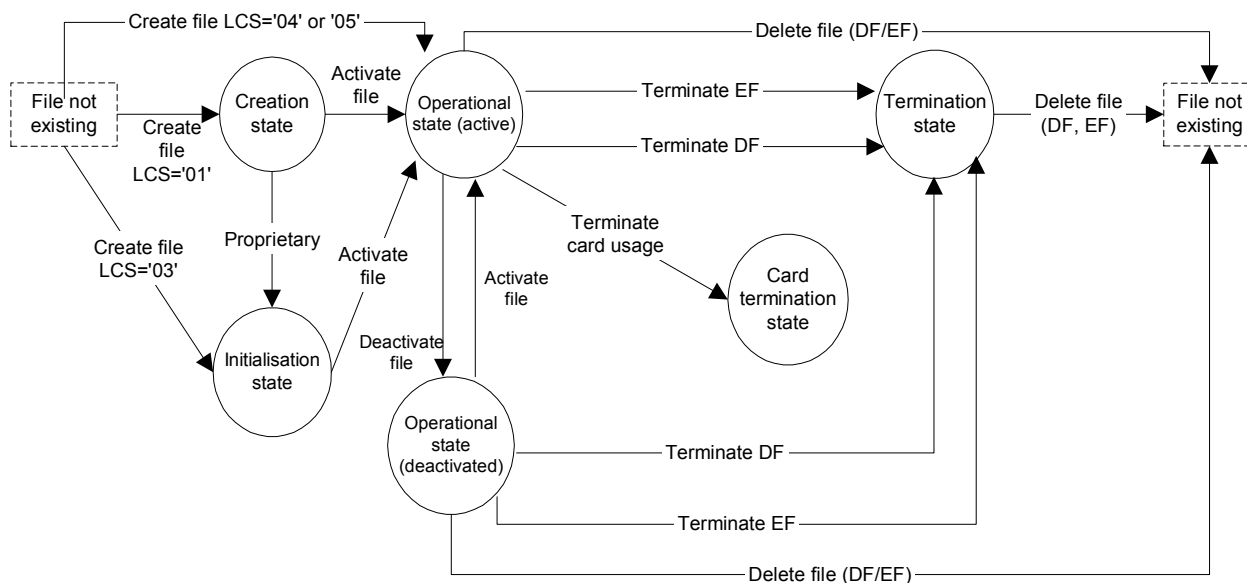 Create file LCS='04' or '05'
Delete file (DF/EF)
File not
existing
Create
file
LCS='01'
Creation
state
Activate
file
Operational
state (active)
Terminate EF
Terminate DF
Termination
state
Delete file
(DF, EF)
File not
existing
Create file
LCS='03'
Proprietary
Activate
file
Terminate
card usage
Activate
file
Card
termination
state
Initialisation
state
Deactivate
file
Operational
state
(deactivated)
Terminate DF
Terminate EF
Delete file (DF/EF)